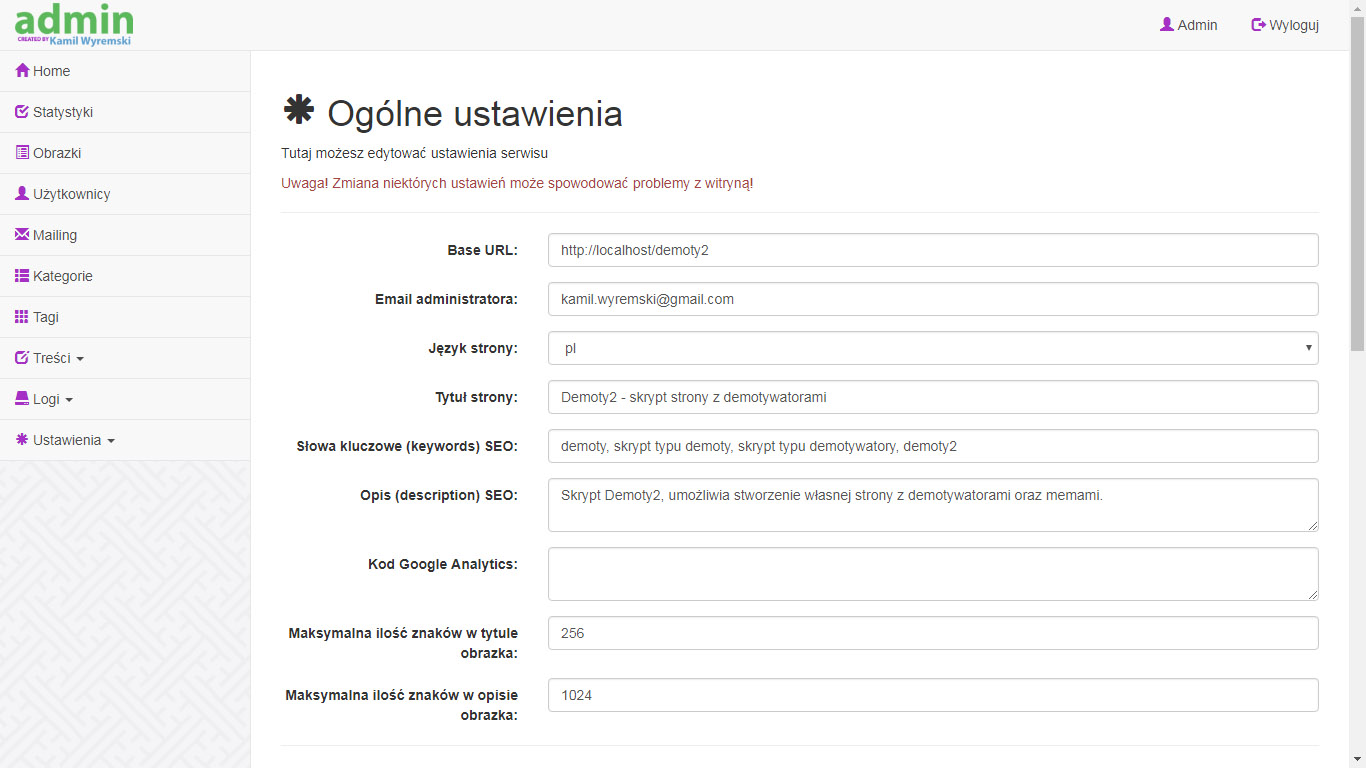 admin
CREATED BY Kamil Wyremski
Admin
Wyloguj
Home
Statystyki
Obrazki
Użytkownicy
Mailing
Kategorie
Tagi
Treści
Logi
Ustawienia
Ogólne ustawienia
Tutaj możesz edytować ustawienia serwisu
Uwaga! Zmiana niektórych ustawień może spowodować problemy z witryną!
Base URL: http://localhost/demoty2
Email administratora: kamil.wyremski@gmail.com
Język strony: pl
Tytuł strony: Demoty2 - skrypt strony z demotywatorami
Słowa kluczowe (keywords) SEO: demoty, skrypt typu demoty, skrypt typu demotywatory, demoty2
Opis (description) SEO: Skrypt Demoty2, umożliwia stworzenie własnej strony z demotywatorami oraz memami.
Kod Google Analytics:
Maksymalna ilość znaków w tytule
obrazka:
256
Maksymalna ilość znaków w opisie
obrazka:
1024